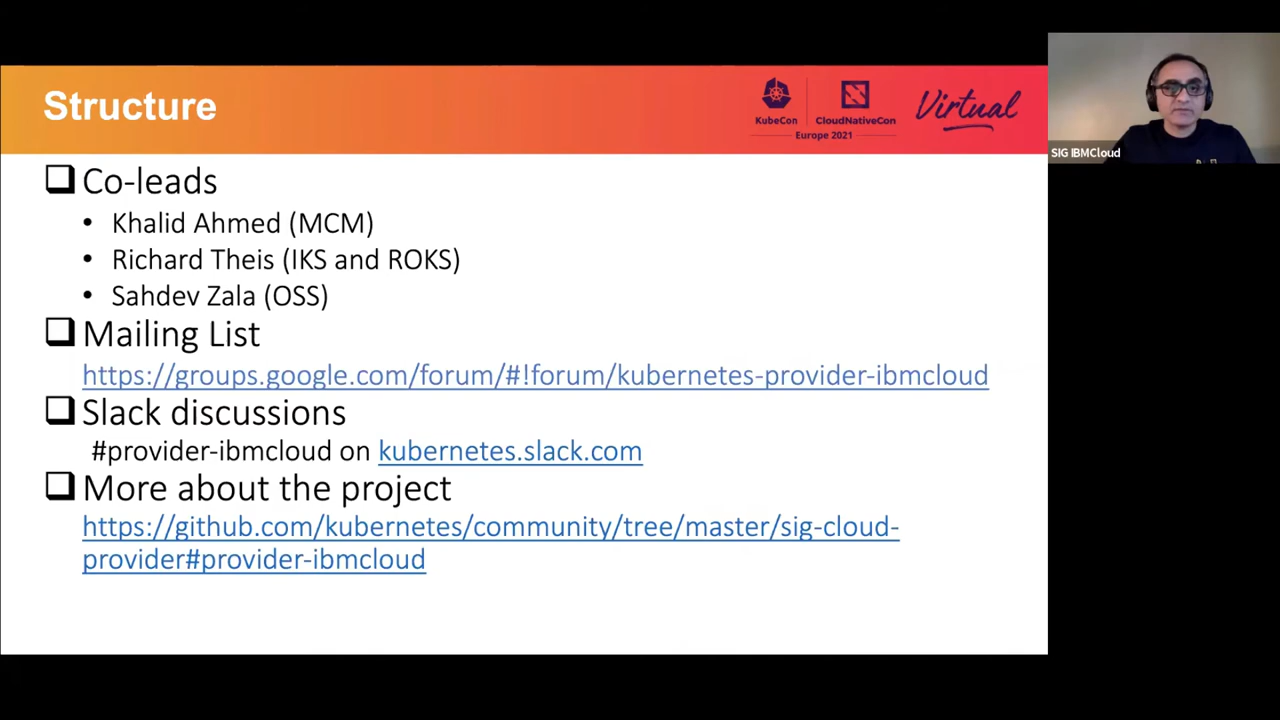 Structure
KubeCon
CloudNativeCon
Europe 2021
Virtual
SIG IBMCloud
❑ Co-leads
• Khalid Ahmed (MCM)
• Richard Theis (IKS and ROKS)
• Sahdev Zala (OSS)
❑ Mailing List
https://groups.google.com/forum/#!forum/kubernetes-provider-ibmcloud
❑ Slack discussions
#provider-ibmcloud on kubernetes.slack.com
❑ More about the project
https://github.com/kubernetes/community/tree/master/sig-cloud-
provider#provider-ibmcloud